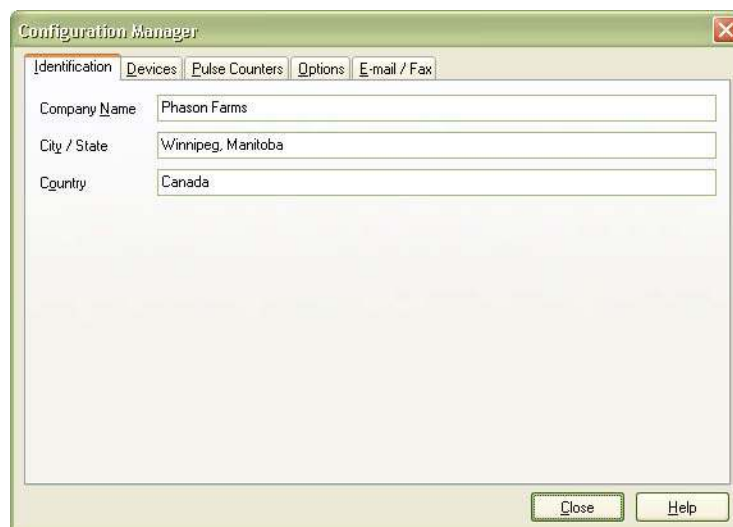 Configuration Manager
Identification Devices Pulse Counters Options E-mail / Fax
Company Name Phason Farms
City / State Winnipeg, Manitoba
Country Canada
Close Help